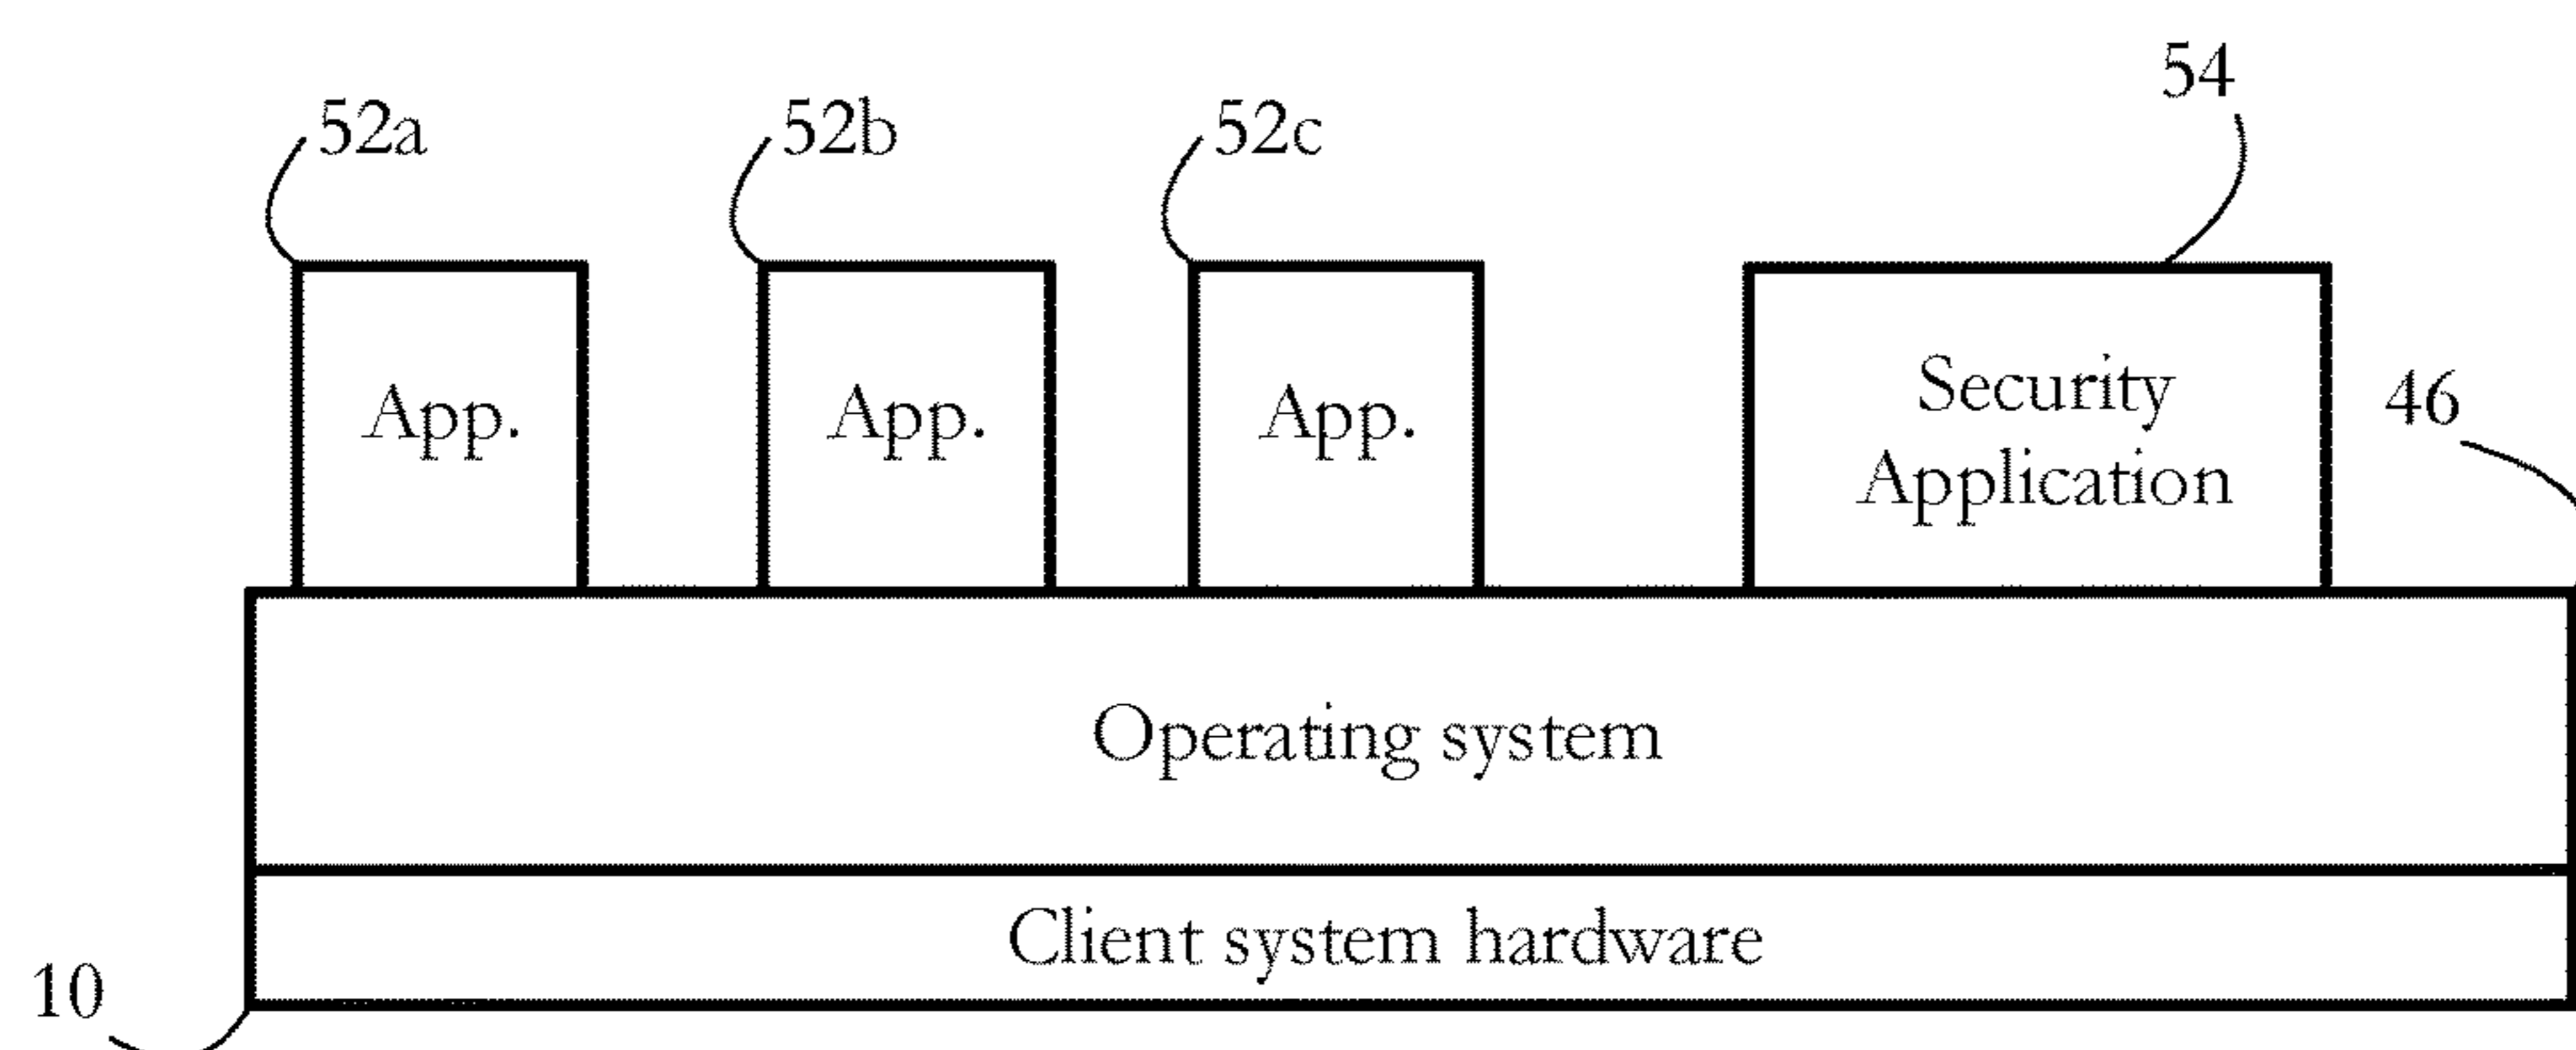 54
52a 52b 52c
App. App. App. Security
Application
46
Operating system
Client system hardware
10